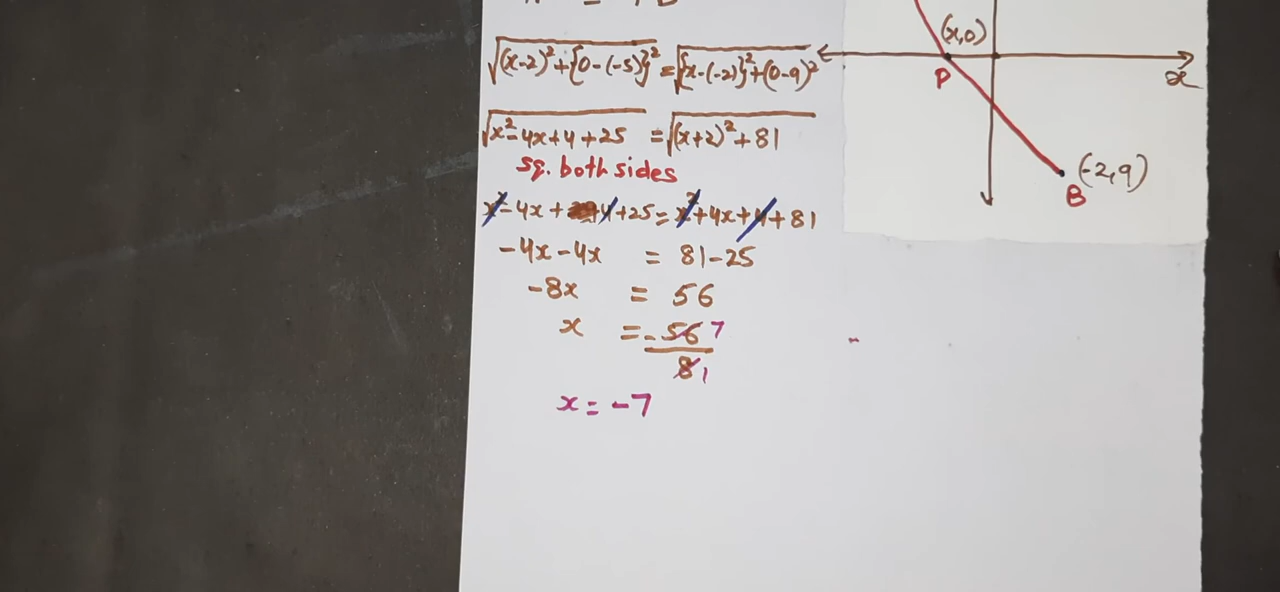 √(x-2)²+{0-(-5)}² = √{x-(-2)}²+(0-9)²
√x²-4x+4+25 = √(x+2)²+81
sq. both sides
x²-4x+4+25=x²+4x+4+81
-4x-4x = 81-25
-8x = 56
x = -56 7
8 1
x = -7
(x,0)
P
x
(-2,9)
B